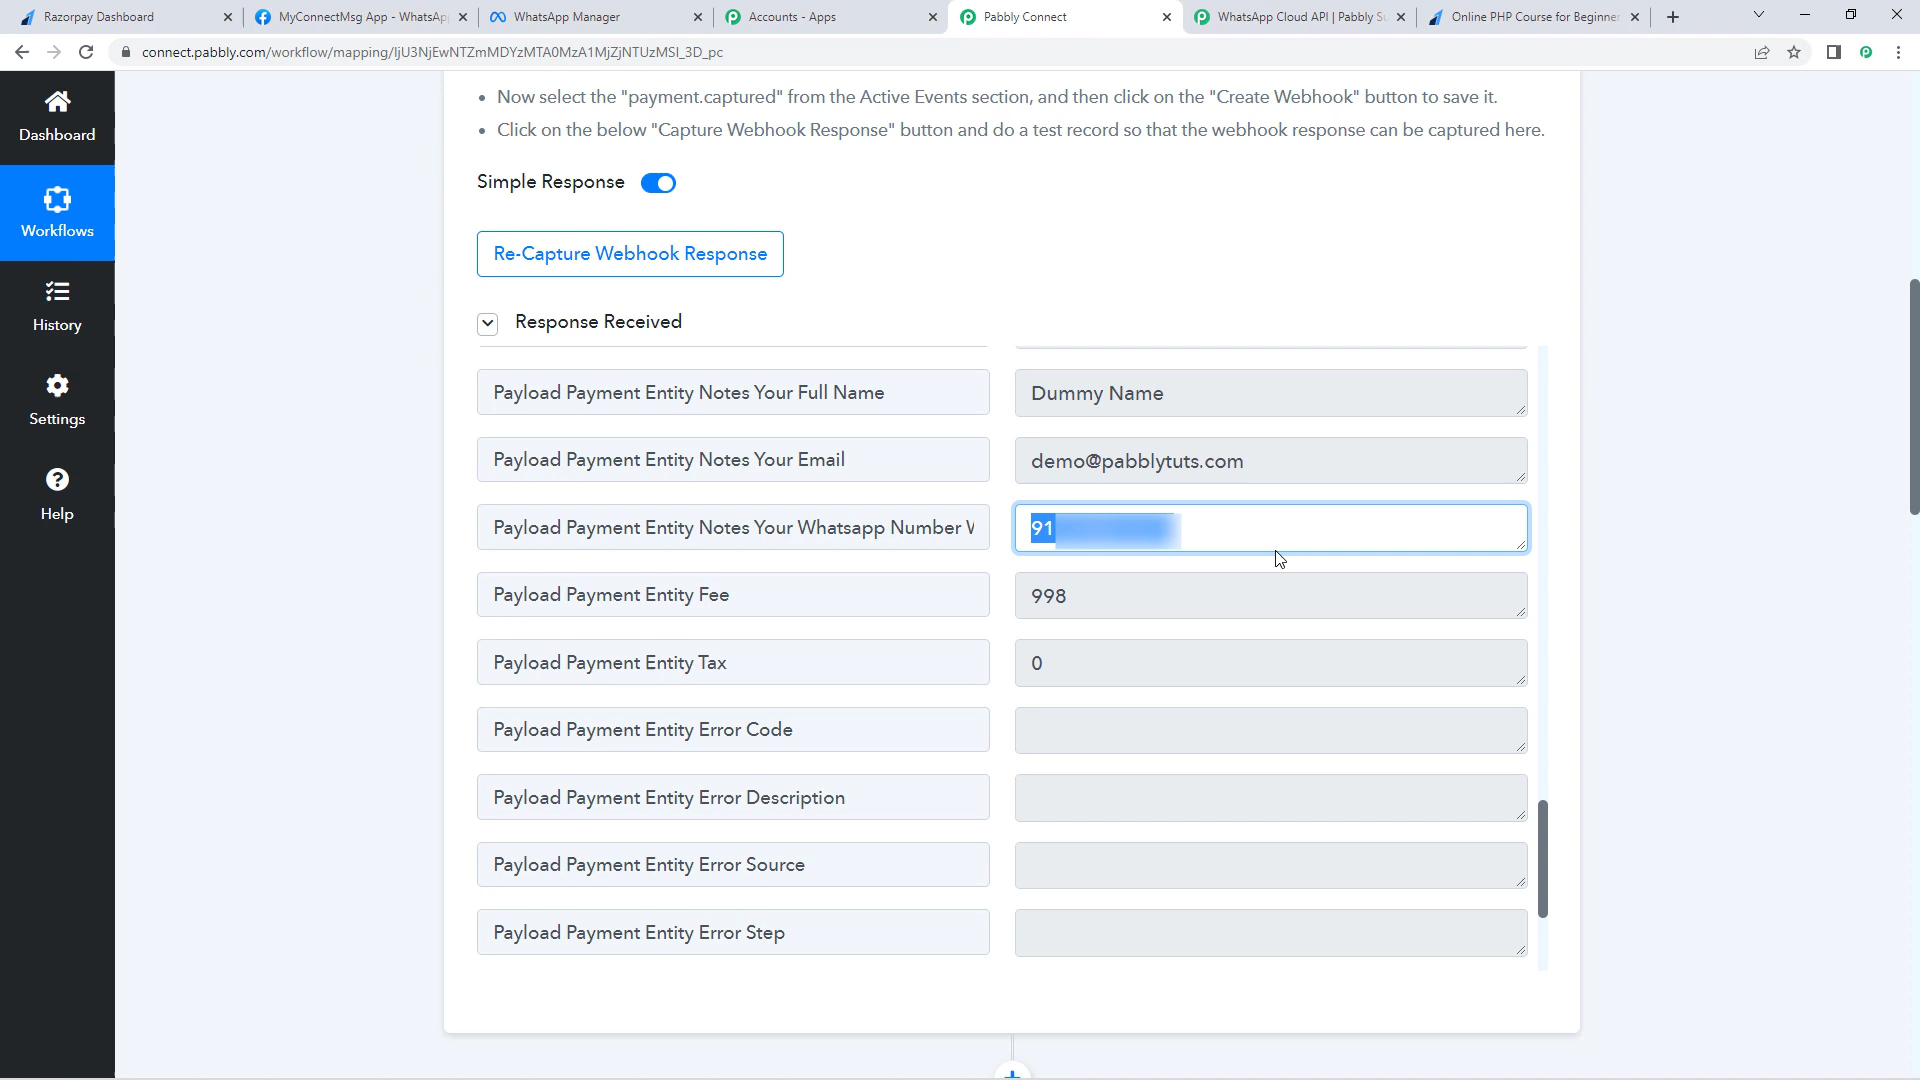 Razorpay Dashboard
MyConnectMsg App - WhatsAp
WhatsApp Manager
Accounts - Apps
Pabbly Connect
WhatsApp Cloud API | Pabbly Su
Online PHP Course for Beginner
connect.pabbly.com/workflow/mapping/IjU3NjEwNTZmMDYzMTA0MzA1MjZjNTUzMSI_3D_pc
Dashboard
Workflows
History
Settings
Help
• Now select the "payment.captured" from the Active Events section, and then click on the "Create Webhook" button to save it.
• Click on the below "Capture Webhook Response" button and do a test record so that the webhook response can be captured here.
Simple Response
Re-Capture Webhook Response
Response Received
Payload Payment Entity Notes Your Full Name
Dummy Name
Payload Payment Entity Notes Your Email
demo@pabblytuts.com
Payload Payment Entity Notes Your Whatsapp Number
91
Payload Payment Entity Fee
998
Payload Payment Entity Tax
0
Payload Payment Entity Error Code
Payload Payment Entity Error Description
Payload Payment Entity Error Source
Payload Payment Entity Error Step